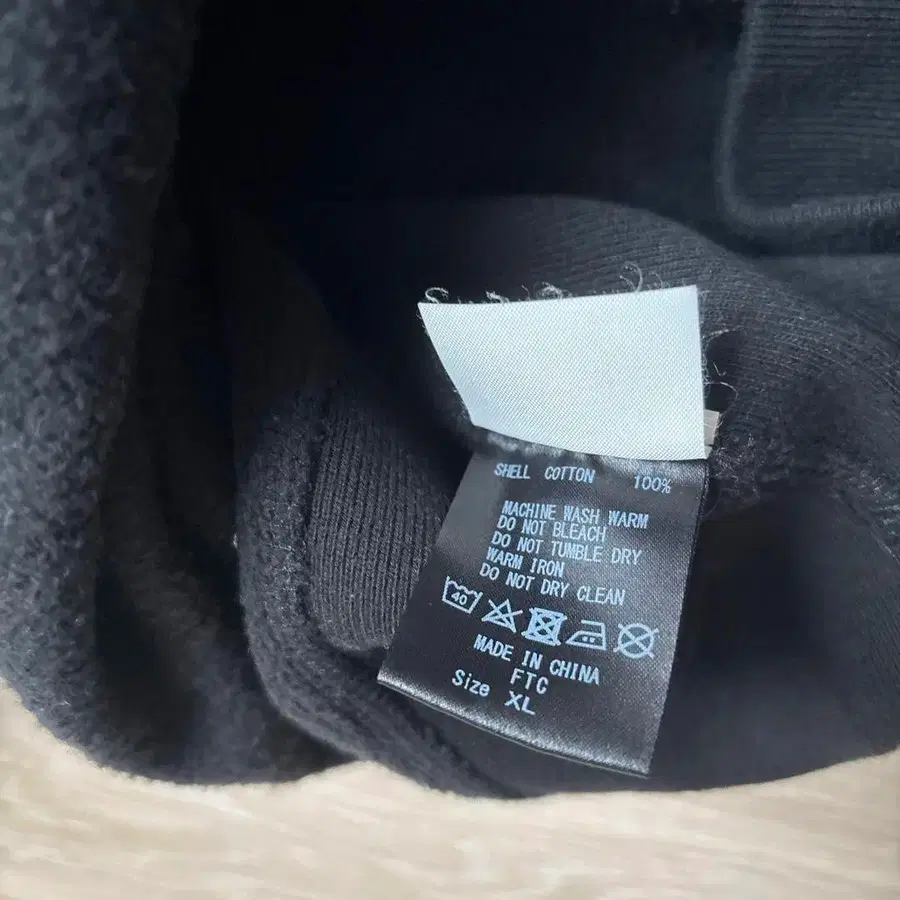 SHELL COTTON 100%
MACHINE WASH WARM
DO NOT BLEACH
DO NOT TUMBLE DRY
WARM IRON
DO NOT DRY CLEAN
40
MADE IN CHINA
FTC
Size XL